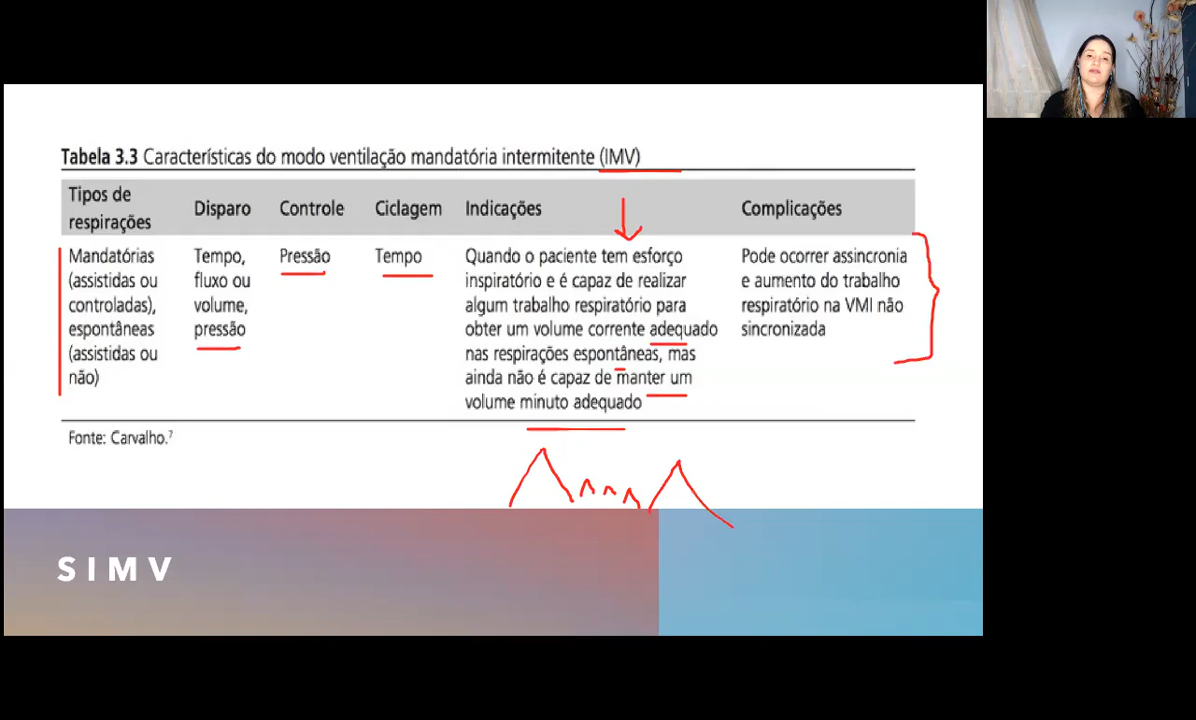 Tabela 3.3 Características do modo ventilação mandatória intermitente (IMV)
Tipos de
respirações
Disparo
Controle
Ciclagem
Indicações
Complicações
Mandatórias
(assistidas ou
controladas),
espontâneas
(assistidas ou
não)
Tempo,
fluxo ou
volume,
pressão
Pressão
Tempo
Quando o paciente tem esforço
inspiratório e é capaz de realizar
algum trabalho respiratório para
obter um volume corrente adequado
nas respirações espontâneas, mas
ainda não é capaz de manter um
volume minuto adequado
Pode ocorrer assincronia
e aumento do trabalho
respiratório na VMI não
sincronizada
Fonte: Carvalho.7
SIMV